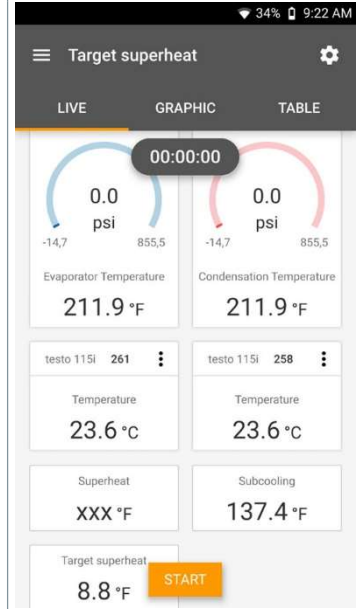 34% 9:22 AM
Target superheat
LIVE GRAPHIC TABLE
00:00:00
0.0 0.0
psi psi
-14,7 855,5 -14,7 855,5
Evaporator Temperature Condensation Temperature
211.9 °F 211.9 °F
testo 115i 261 testo 115i 258
Temperature Temperature
23.6 °C 23.6 °C
Superheat Subcooling
xxx °F 137.4 °F
Target superheat
8.8 °F START